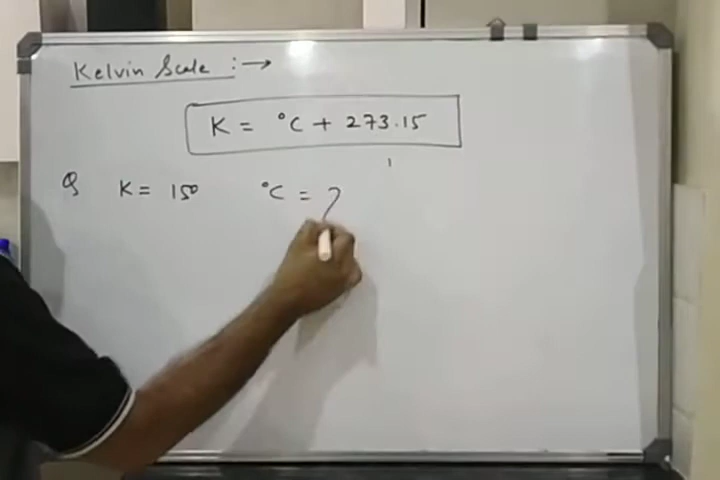 Kelvin Scale :→
K = °C + 273.15
Q K = 150 °C = ?